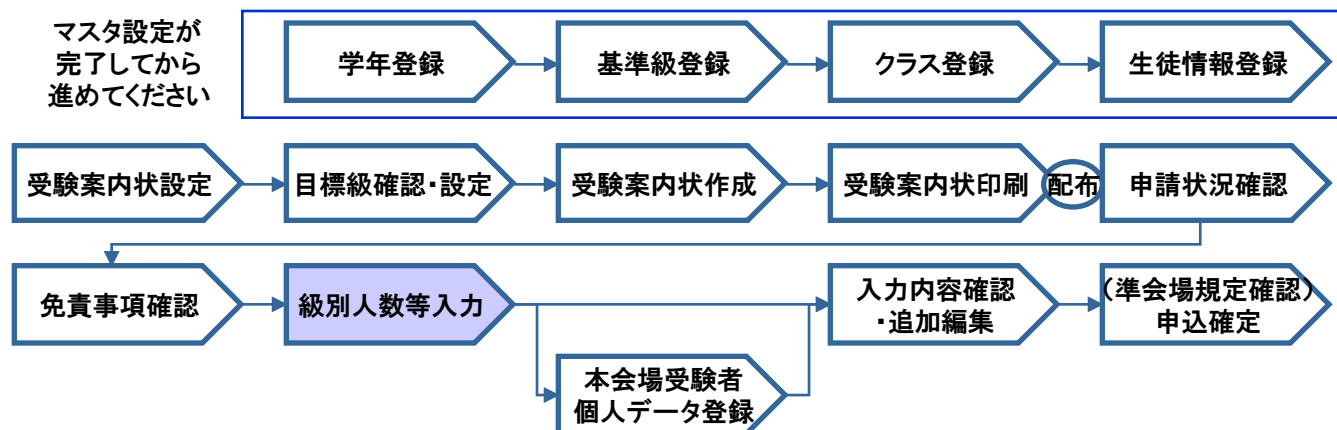 マスタ設定が
完了してから
進めてください
学年登録
基準級登録
クラス登録
生徒情報登録
受験案内状設定
目標級確認・設定
受験案内状作成
受験案内状印刷
配布
申請状況確認
免責事項確認
級別人数等入力
入力内容確認
・追加編集
（準会場規定確認）
申込確定
本会場受験者
個人データ登録